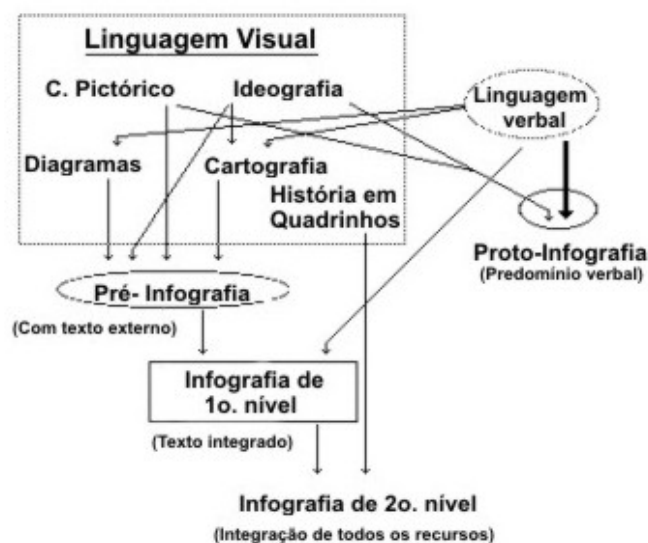 Linguagem Visual
C. Pictórico
Ideografia
Linguagem
verbal
Diagramas
Cartografia
História em
Quadrinhos
Proto-Infografia
(Predomínio verbal)
Pré- Infografia
(Com texto externo)
Infografia de
1o. nível
(Texto integrado)
Infografia de 2o. nível
(Integração de todos os recursos)